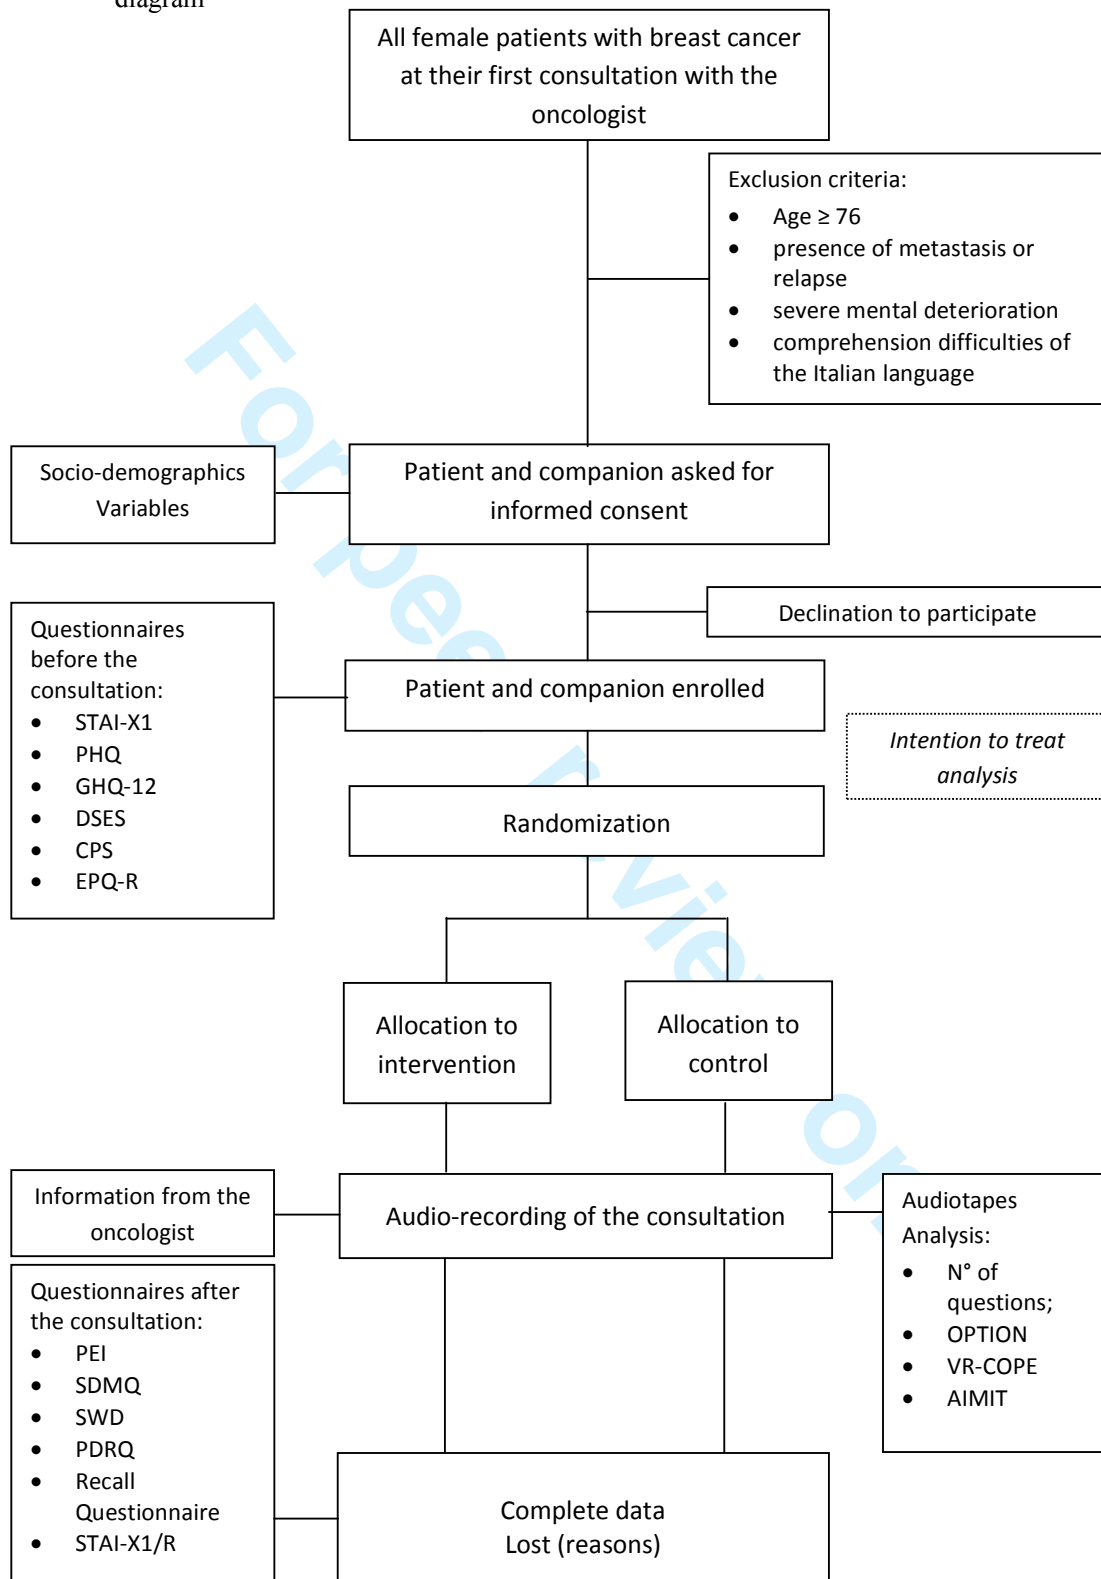 diagram
All female patients with breast cancer
at their first consultation with the
oncologist
Exclusion criteria:
• Age ≥ 76
• presence of metastasis or
relapse
• severe mental deterioration
• comprehension difficulties of
the Italian language
Socio-demographics
Variables
Patient and companion asked for
informed consent
Declination to participate
Questionnaires
before the
consultation:
• STAI-X1
• PHQ
• GHQ-12
• DSES
• CPS
• EPQ-R
Patient and companion enrolled
Intention to treat
analysis
Randomization
Allocation to
intervention
Allocation to
control
Information from the
oncologist
Audio-recording of the consultation
Audiotapes
Analysis:
• N° of
questions;
• OPTION
• VR-COPE
• AIMIT
Questionnaires after
the consultation:
• PEI
• SDMQ
• SWD
• PDRQ
• Recall
Questionnaire
• STAI-X1/R
Complete data
Lost (reasons)
For peer review on